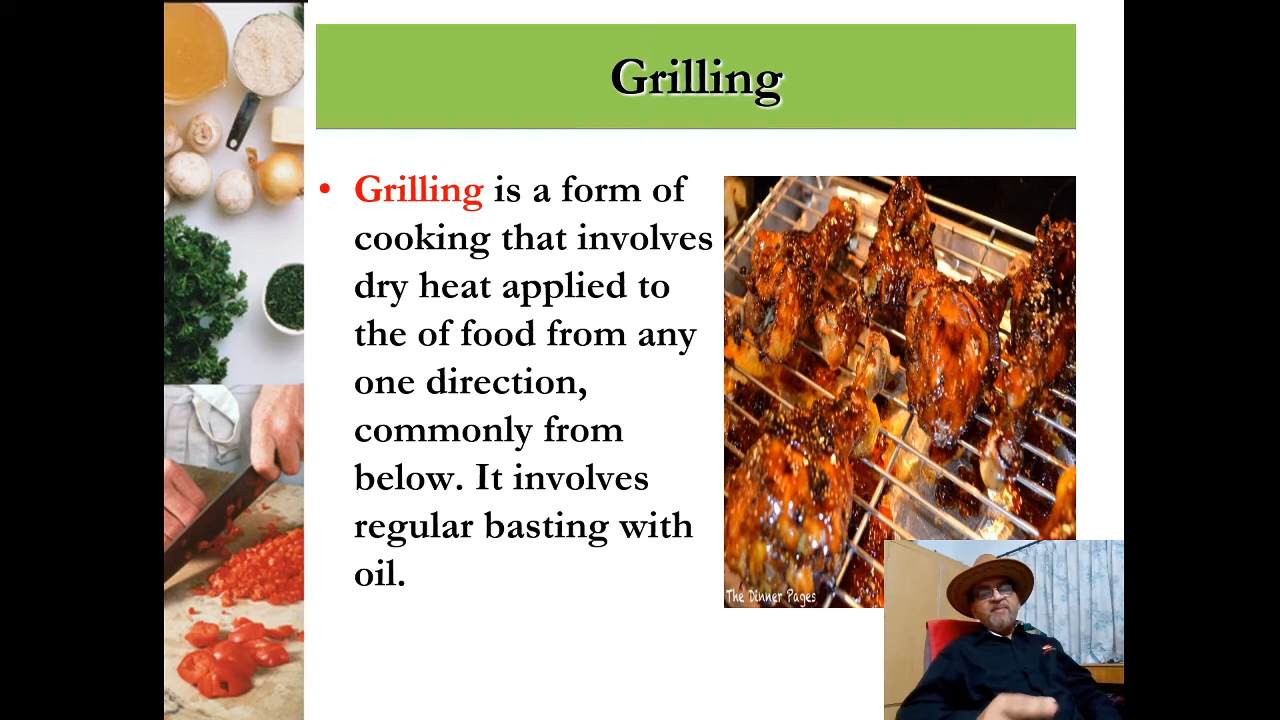 Grilling
• Grilling is a form of
cooking that involves
dry heat applied to
the of food from any
one direction,
commonly from
below. It involves
regular basting with
oil.
The Dinner Pages